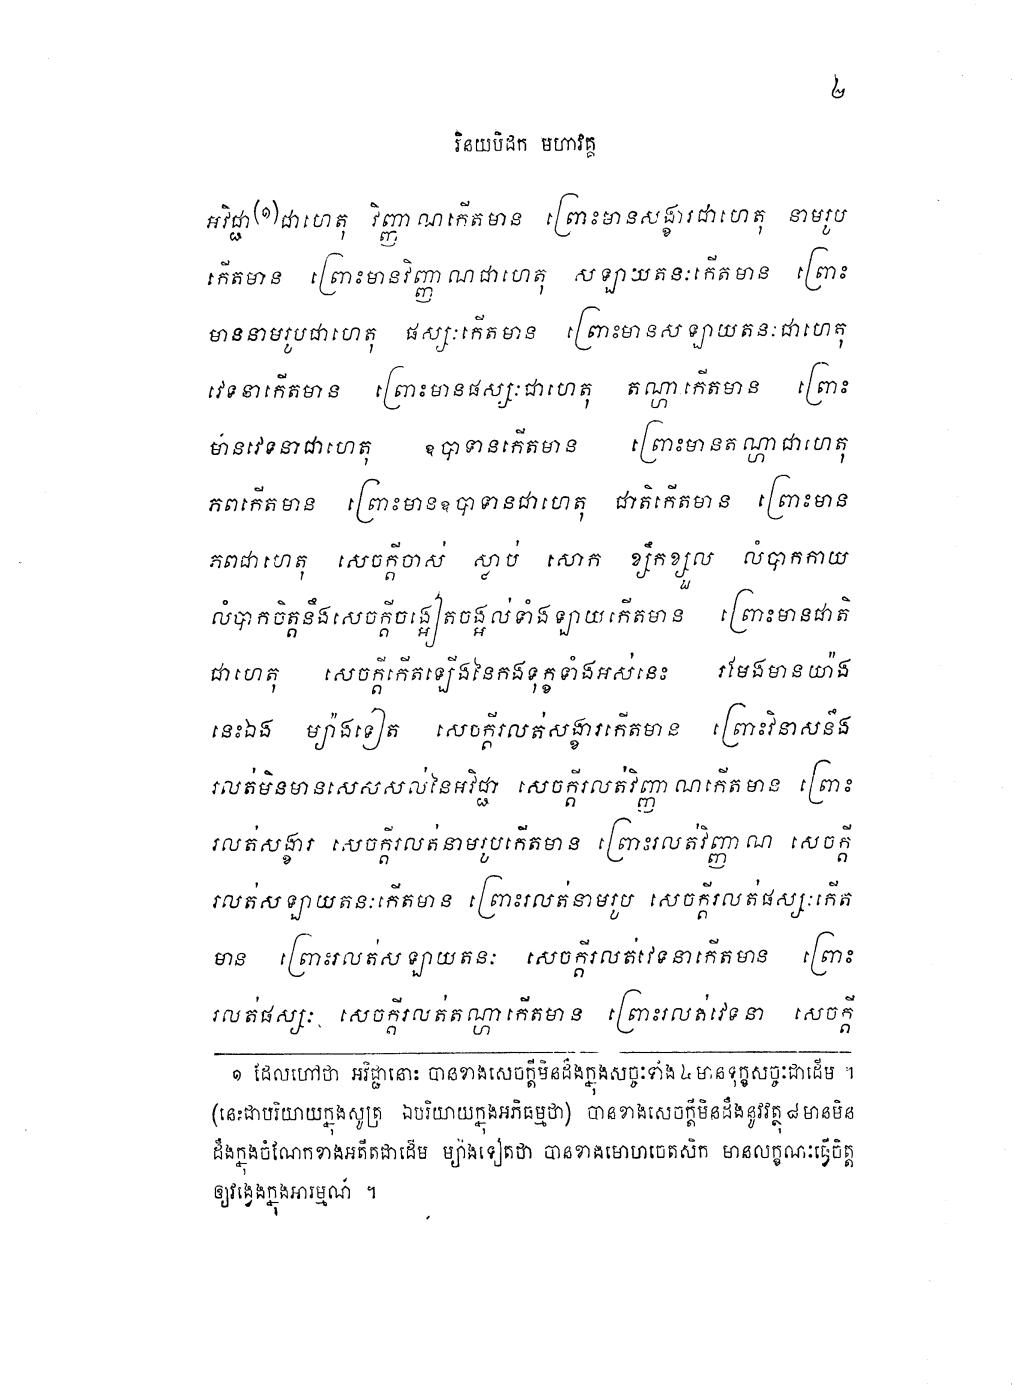 ៤
វិនយបិដក មហាវគ្គ
អវិជ្ជា(១)ជាហេតុ វិញ្ញាណកើតមាន ព្រោះមានសង្ខារជាហេតុ នាមរូប
កើតមាន ព្រោះមានវិញ្ញាណជាហេតុ សឡាយតនៈកើតមាន ព្រោះ
មាននាមរូបជាហេតុ ផស្សៈកើតមាន ព្រោះមានសឡាយតនៈជាហេតុ
វេទនាកើតមាន ព្រោះមានផស្សៈជាហេតុ តណ្ហាកើតមាន ព្រោះ
មានវេទនាជាហេតុ ឧបាទានកើតមាន ព្រោះមានតណ្ហាជាហេតុ
ភពកើតមាន ព្រោះមានឧបាទានជាហេតុ ជាតិកើតមាន ព្រោះមាន
ភពជាហេតុ សេចក្តីចាស់ ស្លាប់ សោក ខ្សឹកខ្សួល លំបាកកាយ
លំបាកចិត្តនឹងសេចក្តីចង្អៀតចង្អល់ទាំងឡាយកើតមាន ព្រោះមានជាតិ
ជាហេតុ សេចក្តីកើតឡើងនៃកងទុក្ខទាំងអស់នេះ រមែងមានយ៉ាង
នេះឯង ម្យ៉ាងទៀត សេចក្តីរលត់សង្ខារកើតមាន ព្រោះវិនាសនឹង
រលត់មិនមានសេសសល់នៃអវិជ្ជា សេចក្តីរលត់វិញ្ញាណកើតមាន ព្រោះ
រលត់សង្ខារ សេចក្តីរលត់នាមរូបកើតមាន ព្រោះរលត់វិញ្ញាណ សេចក្តី
រលត់សឡាយតនៈកើតមាន ព្រោះរលត់នាមរូប សេចក្តីរលត់ផស្សៈកើត
មាន ព្រោះរលត់សឡាយតនៈ សេចក្តីរលត់វេទនាកើតមាន ព្រោះ
រលត់ផស្សៈ សេចក្តីរលត់តណ្ហាកើតមាន ព្រោះរលត់វេទនា សេចក្តី
១ ដែលហៅថា អវិជ្ជានោះ បានខាងសេចក្តីមិនដឹងក្នុងសច្ចៈទាំង ៤ មានទុក្ខសច្ចៈជាដើម ។
(នេះជាបរិយាយក្នុងសូត្រ ឯបរិយាយក្នុងអភិធម្មថា) បានខាងសេចក្តីមិនដឹងនូវវត្ថុ ៨ មានមិន
ដឹងក្នុងចំណែកខាងអតីតជាដើម ម្យ៉ាងទៀតថា បានខាងមោហចេតសិក មានលក្ខណៈធ្វើចិត្ត
ឲ្យវង្វេងក្នុងអារម្មណ៍ ។